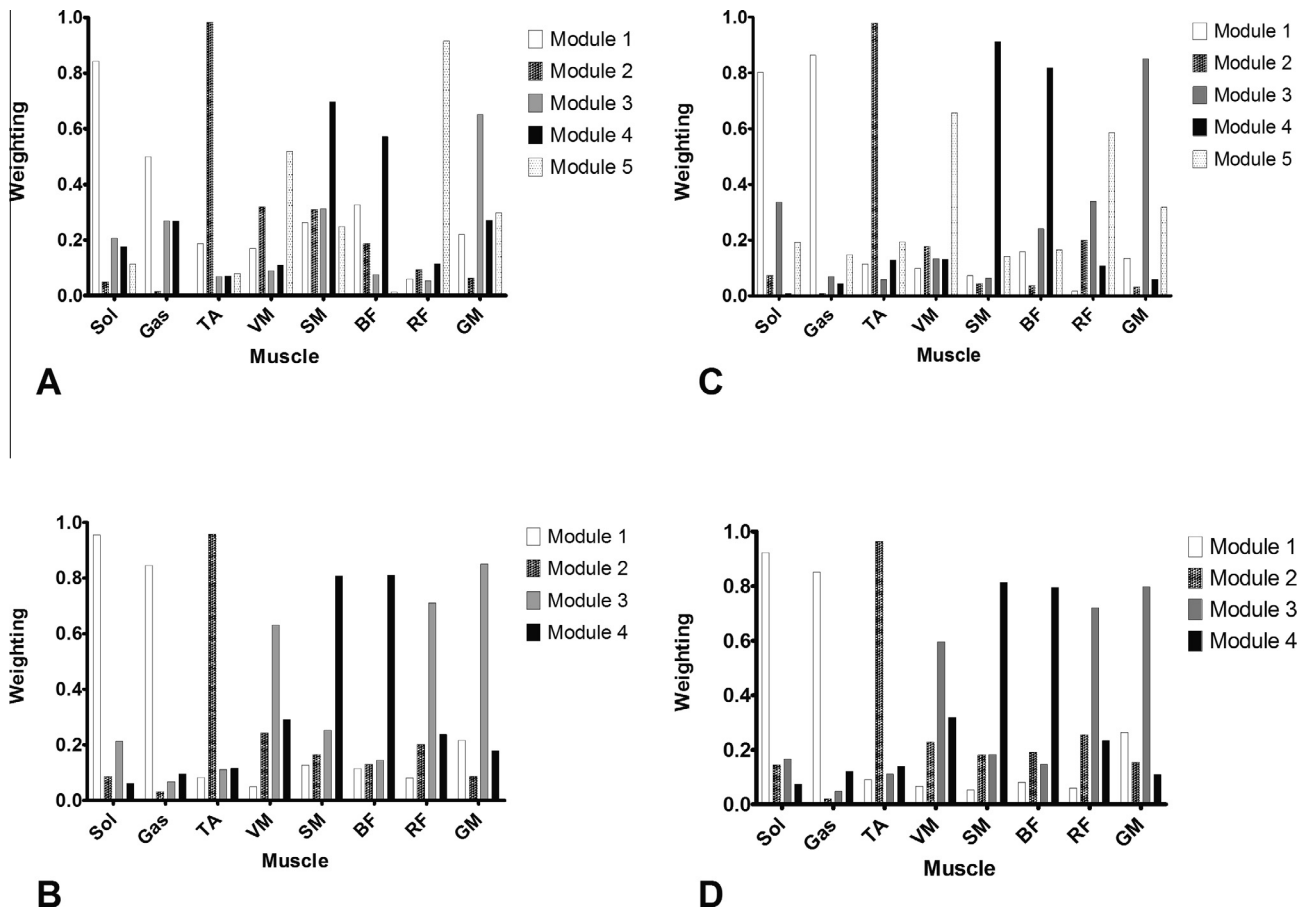 1.0
0.8
0.6
0.4
0.2
0.0
Weighting
Sol
Gas
TA
VM
SM
BF
RF
GM
Muscle
Module 1
Module 2
Module 3
Module 4
Module 5
A
1.0
0.8
0.6
0.4
0.2
0.0
Weighting
Sol
Gas
TA
VM
SM
BF
RF
GM
Muscle
Module 1
Module 2
Module 3
Module 4
Module 5
C
1.0
0.8
0.6
0.4
0.2
0.0
Weighting
Sol
Gas
TA
VM
SM
BF
RF
GM
Muscle
Module 1
Module 2
Module 3
Module 4
B
1.0
0.8
0.6
0.4
0.2
0.0
Weighting
Sol
Gas
TA
VM
SM
BF
RF
GM
Muscle
Module 1
Module 2
Module 3
Module 4
D